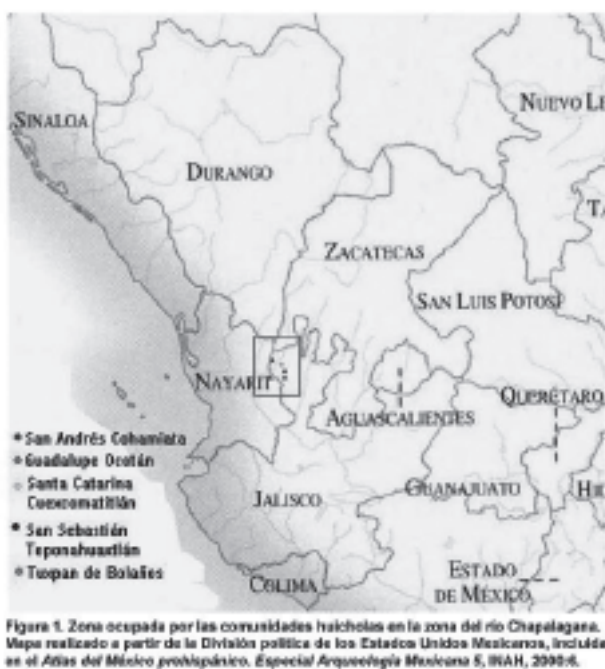 NUEVO LE
SINALOA
DURANGO
TA
ZACATECAS
SAN LUIS POTOSÍ
NAYARIT
QUERÉTARO
AGUASCALIENTES
San Andrés Cohamiata
Guadalupe Ocotán
Santa Catarina
Cuexcomatitlán
San Sebastián
Teponahuaxtlán
Tuxpan de Bolaños
JALISCO
GUANAJUATO
HI
ESTADO
DE MÉXICO
COLIMA
Figura 1. Zona ocupada por las comunidades huicholas en la zona del río Chapalagana.
Mapa realizado a partir de la División política de los Estados Unidos Mexicanos, incluida
en el Atlas del México prehispánico. Especial Arqueología Mexicana 5, INAH, 2000:6.